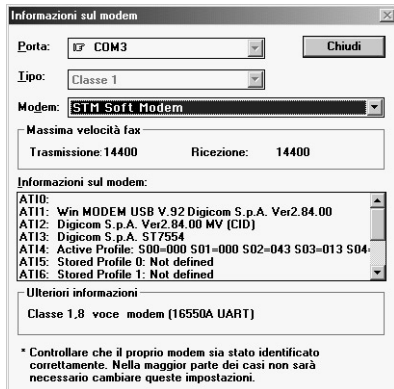 Informazioni sul modem
Porta: COM3 Chiudi
Tipo: Classe 1
Modem: STM Soft Modem
Massima velocità fax
Trasmissione: 14400 Ricezione: 14400
Informazioni sul modem:
ATI0:
ATI1: Win MODEM USB V.92 Digicom S.p.A. Ver2.84.00
ATI2: Digicom S.p.A. Ver2.84.00 MV (CID)
ATI3: Digicom S.p.A. ST7554
ATI4: Active Profile: S00=000 S01=000 S02=043 S03=013 S04=
ATI5: Stored Profile 0: Not defined
ATI6: Stored Profile 1: Not defined
Ulteriori informazioni
Classe 1,8 voce modem (16550A UART)
* Controllare che il proprio modem sia stato identificato
correttamente. Nella maggior parte dei casi non sarà
necessario cambiare queste impostazioni.